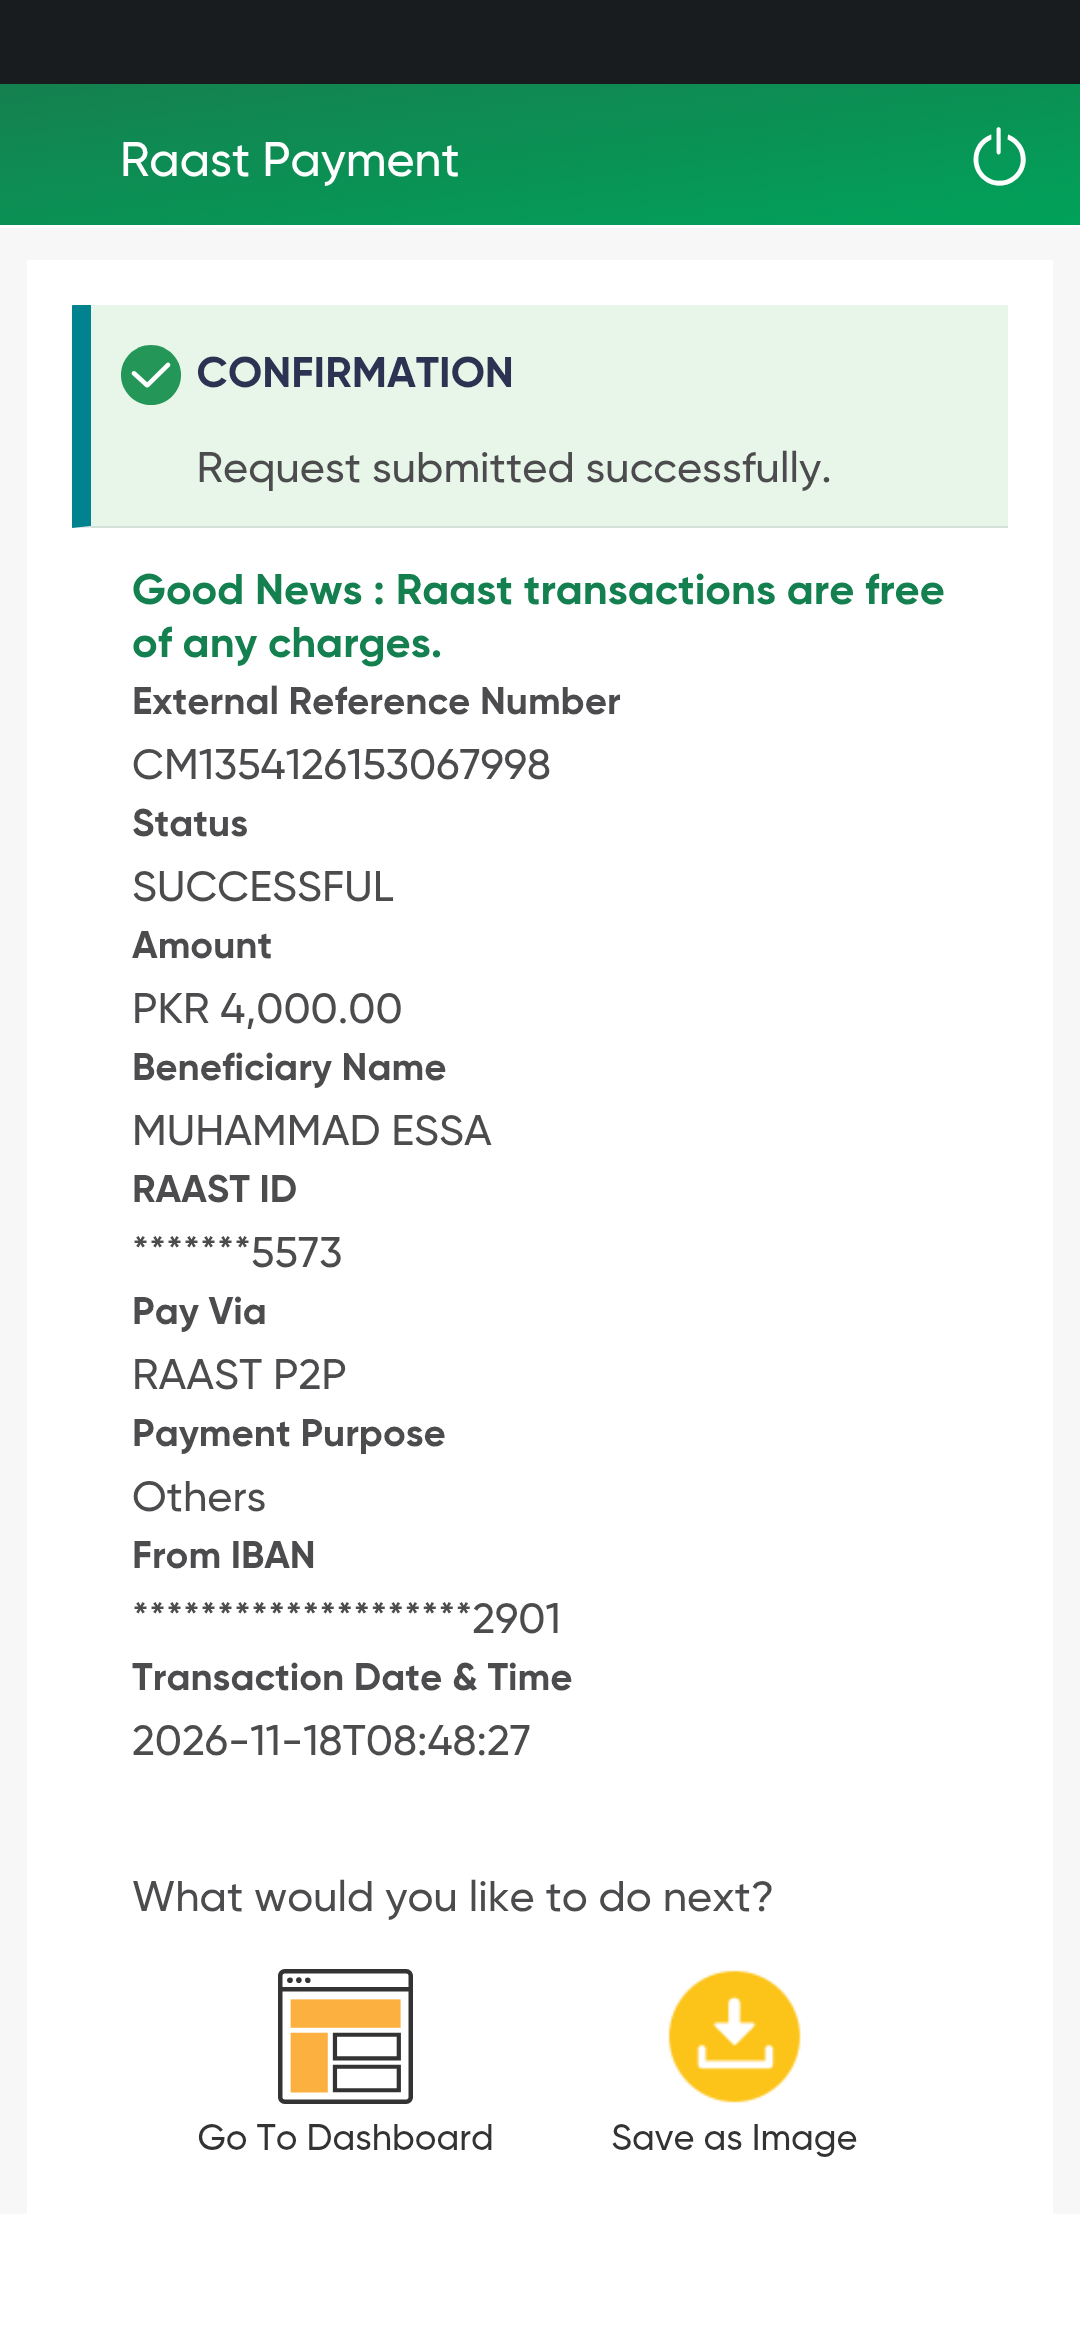 Raast Payment
CONFIRMATION
Request submitted successfully.
Good News : Raast transactions are free
of any charges.
External Reference Number
CM1354126153067998
Status
SUCCESSFUL
Amount
PKR 4,000.00
Beneficiary Name
MUHAMMAD ESSA
RAAST ID
*******5573
Pay Via
RAAST P2P
Payment Purpose
Others
From IBAN
********************2901
Transaction Date & Time
2026-11-18T08:48:27
What would you like to do next?
Go To Dashboard
Save as Image